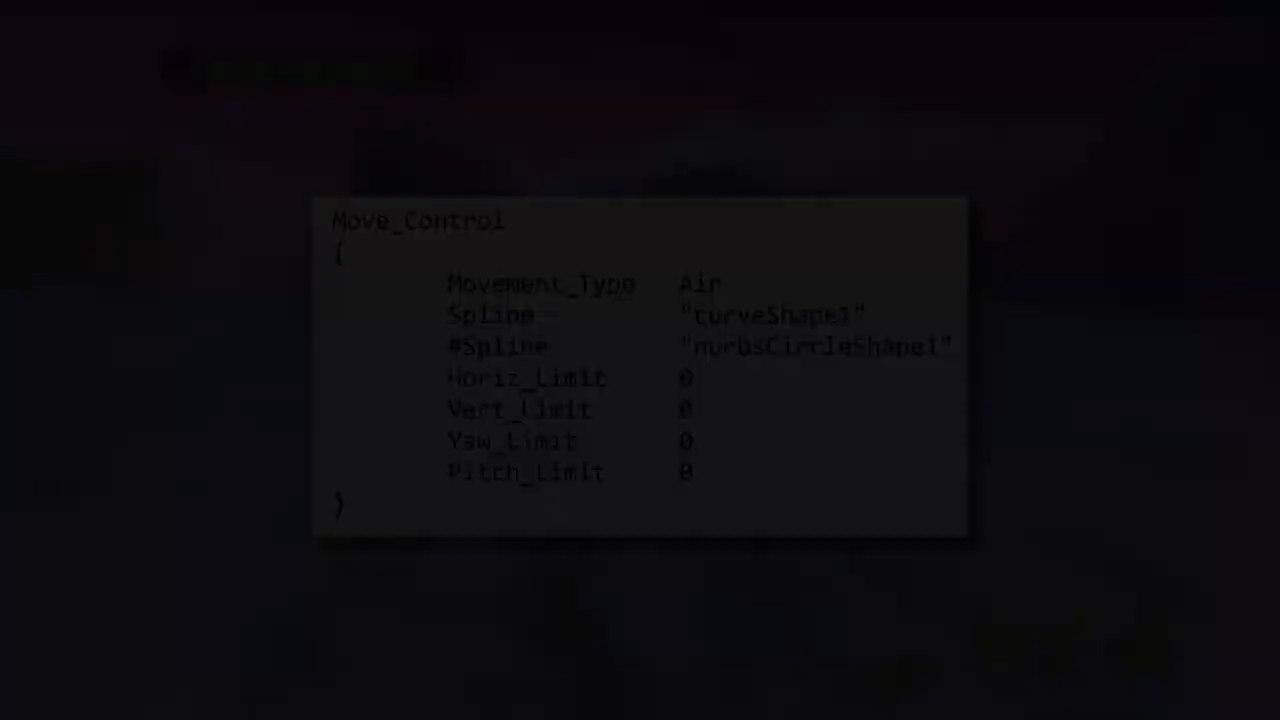 Move_Control
{
Movement_Type Air
Spline "curveShape1"
#Spline "nurbsCircleShape1"
Horiz_Limit 0
Vert_Limit 0
Yaw_Limit 0
Pitch_Limit 0
}